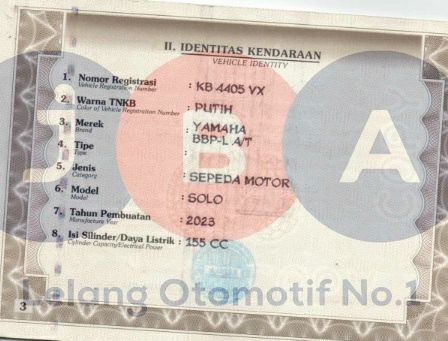 II. IDENTITAS KENDARAAN
VEHICLE IDENTITY
1. Nomor Registrasi : KB 4405 VX
Vehicle Registration Number
2. Warna TNKB : PUTIH
Color of Vehicle Registration Number
3. Merek : YAMAHA
Brand
4. Tipe BBP-L A/T
Type
5. Jenis : SEPEDA MOTOR
Category
6. Model : SOLO
Model
7. Tahun Pembuatan : 2023
Manufacture Year
8. Isi Silinder/Daya Listrik : 155 CC
Cylinder Capacity/Electrical Power
J B A
Lelang Otomotif No.1
3